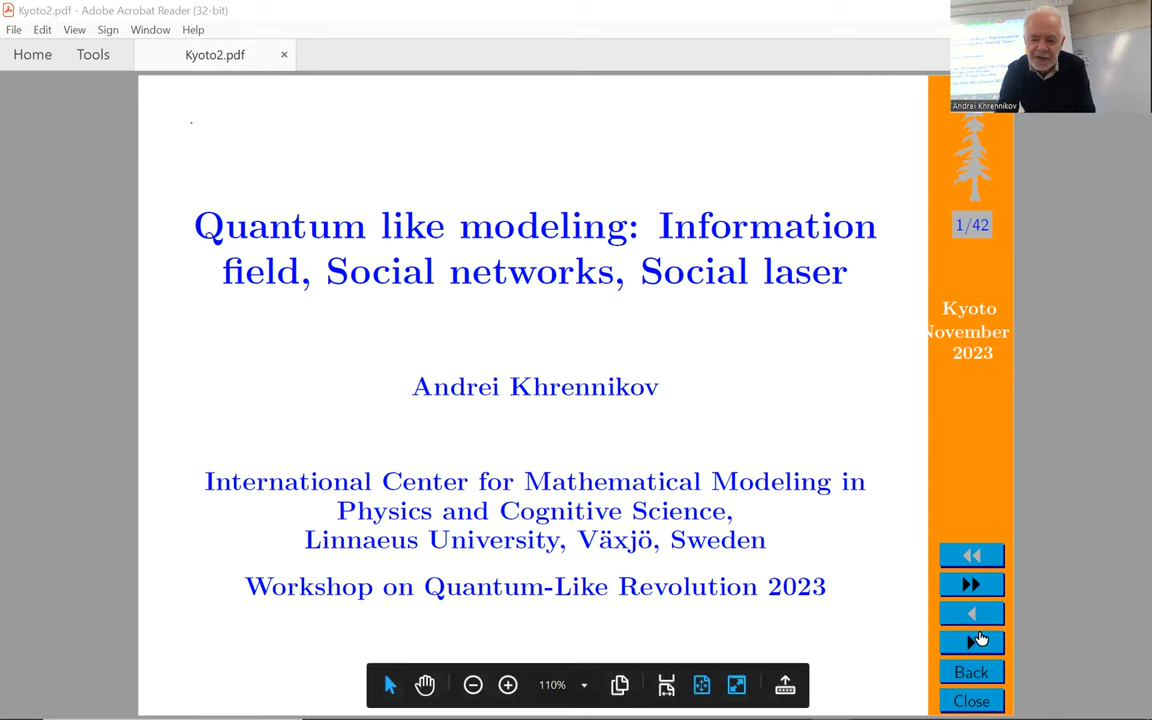 Kyoto2.pdf - Adobe Acrobat Reader (32-bit)
File Edit View Sign Window Help
Home Tools Kyoto2.pdf ×
Andrei Khrennikov
Quantum like modeling: Information
field, Social networks, Social laser
Andrei Khrennikov
International Center for Mathematical Modeling in
Physics and Cognitive Science,
Linnaeus University, Växjö, Sweden
Workshop on Quantum-Like Revolution 2023
1/42
Kyoto
November
2023
Back
Close
110%